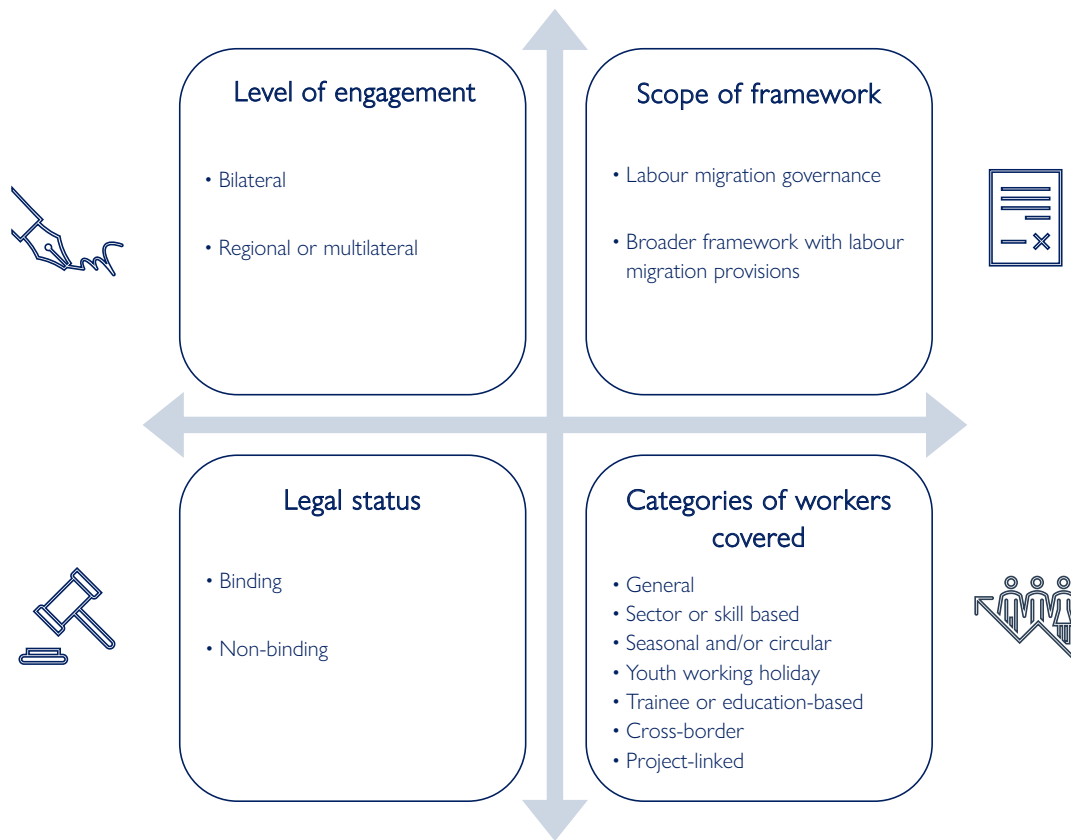 Level of engagement
• Bilateral
• Regional or multilateral
Scope of framework
• Labour migration governance
• Broader framework with labour
migration provisions
Legal status
• Binding
• Non-binding
Categories of workers
covered
• General
• Sector or skill based
• Seasonal and/or circular
• Youth working holiday
• Trainee or education-based
• Cross-border
• Project-linked